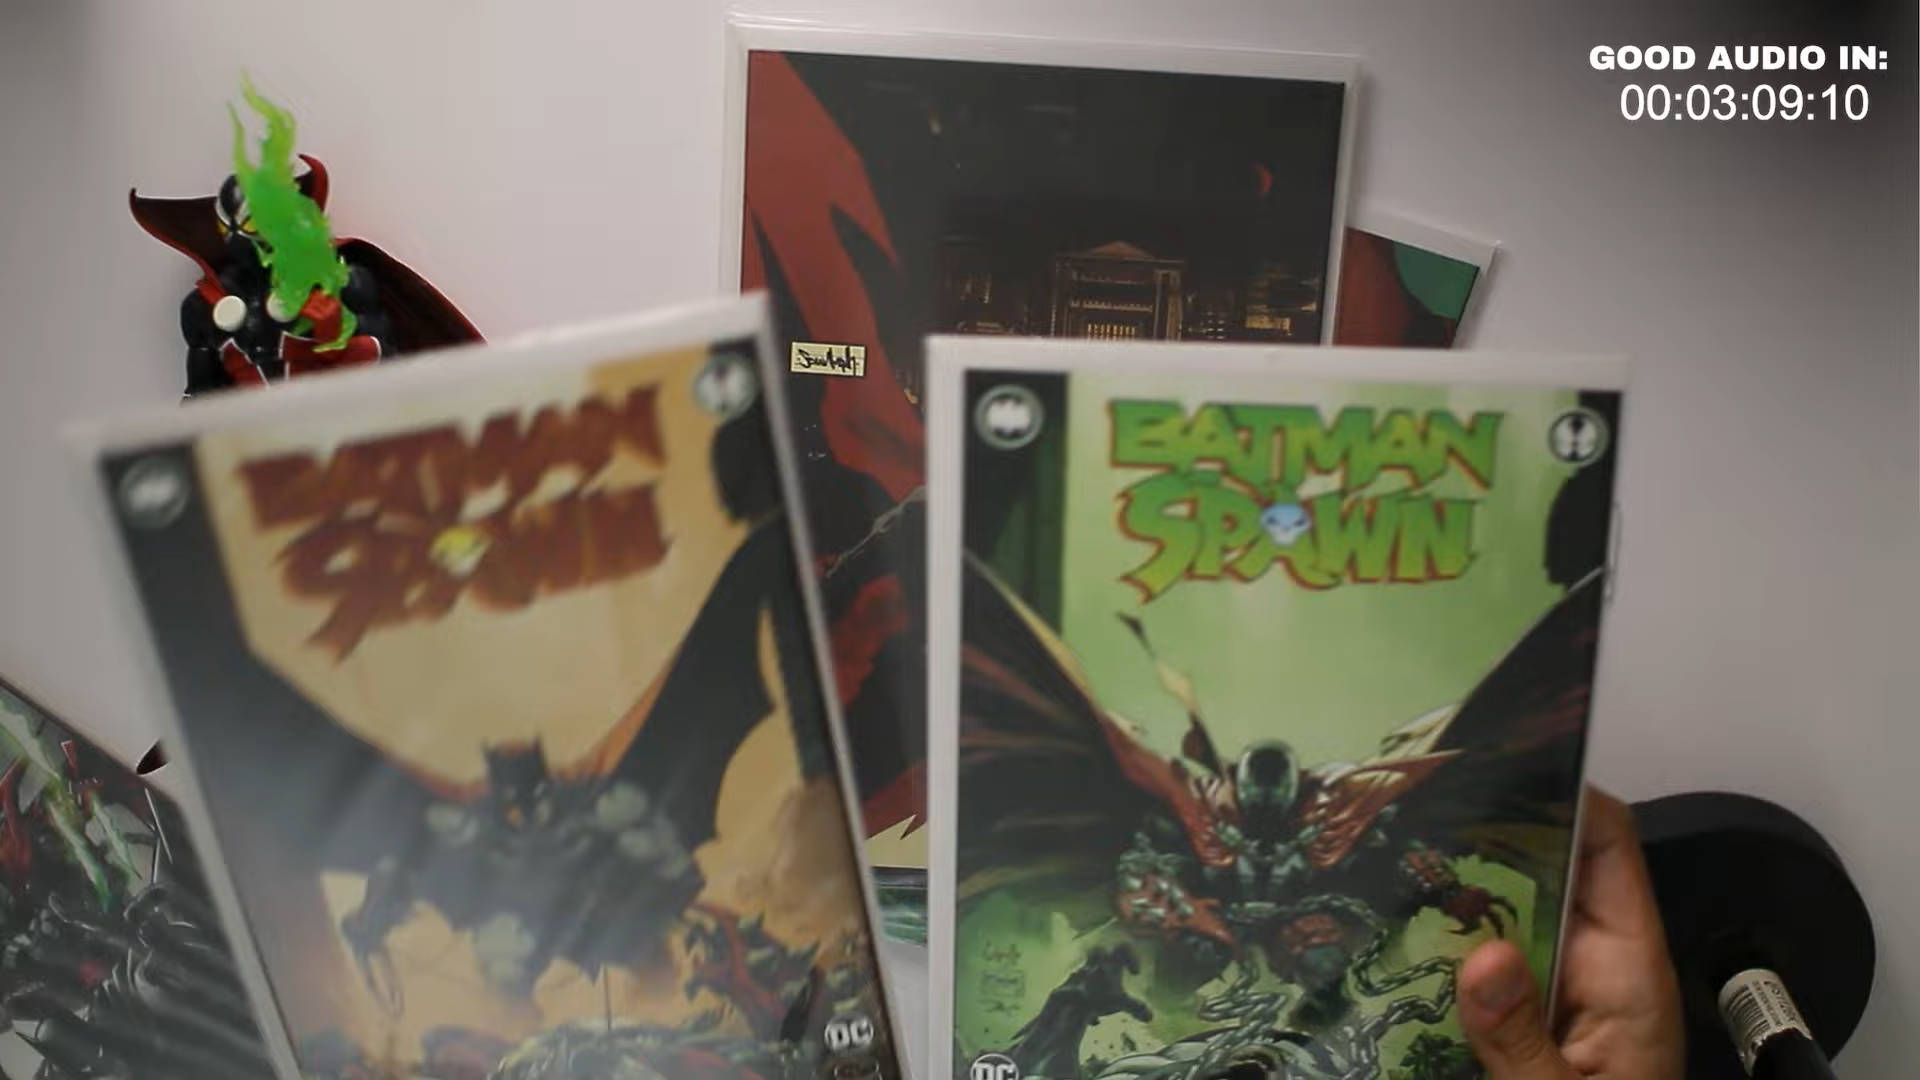 GOOD AUDIO IN:
00:03:09:10
BATMAN
SPAWN
BATMAN
SPAWN
DC
DC